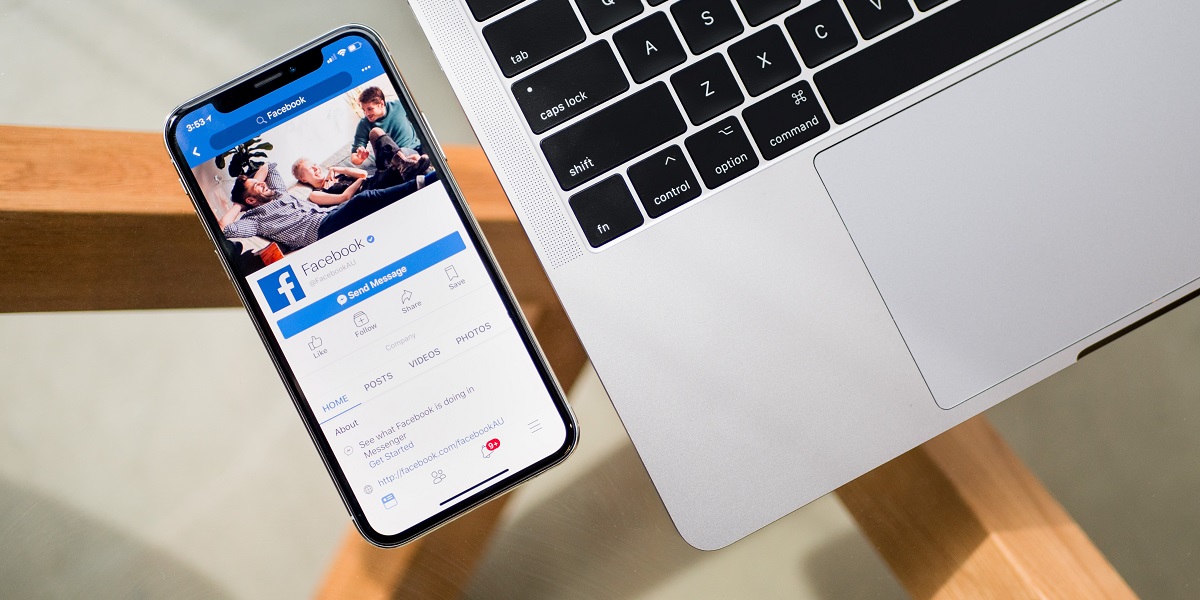 3:53
Facebook
f
Facebook
@FacebookAU
Send Message
Like
Follow
Share
Save
Company
HOME
POSTS
VIDEOS
PHOTOS
About
See what Facebook is doing in
Messenger
Get Started
http://facebook.com/facebookAU
9+
Q
tab
A
S
caps lock
Z
X
C
V
shift
fn
control
option
⌘
command